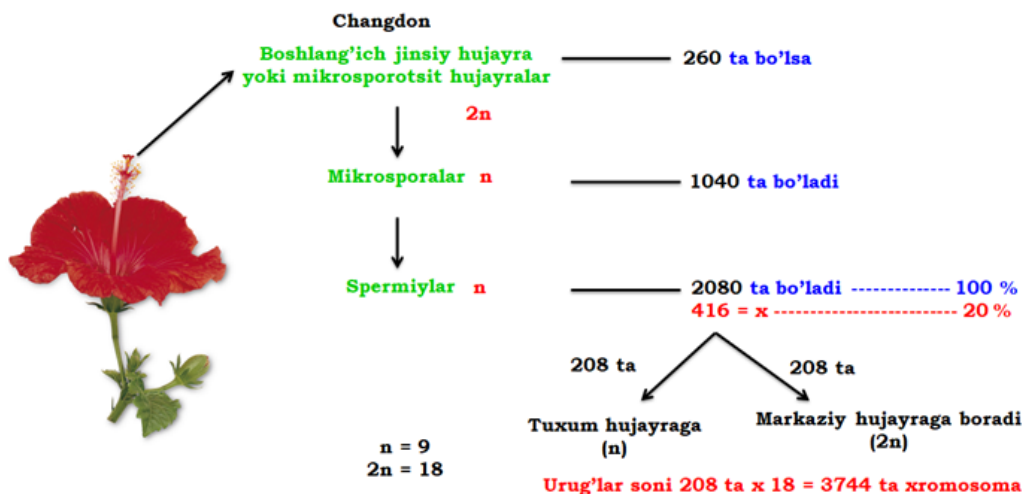 Changdon
Boshlang'ich jinsiy hujayra
yoki mikrosporotsit hujayralar
260 ta bo'lsa
2n
Mikrosporalar n
1040 ta bo'ladi
Spermiylar n
2080 ta bo'ladi -------------- 100 %
416 = x -------------------------- 20 %
208 ta
208 ta
Tuxum hujayraga
(n)
Markaziy hujayraga boradi
(2n)
n = 9
2n = 18
Urug'lar soni 208 ta x 18 = 3744 ta xromosoma